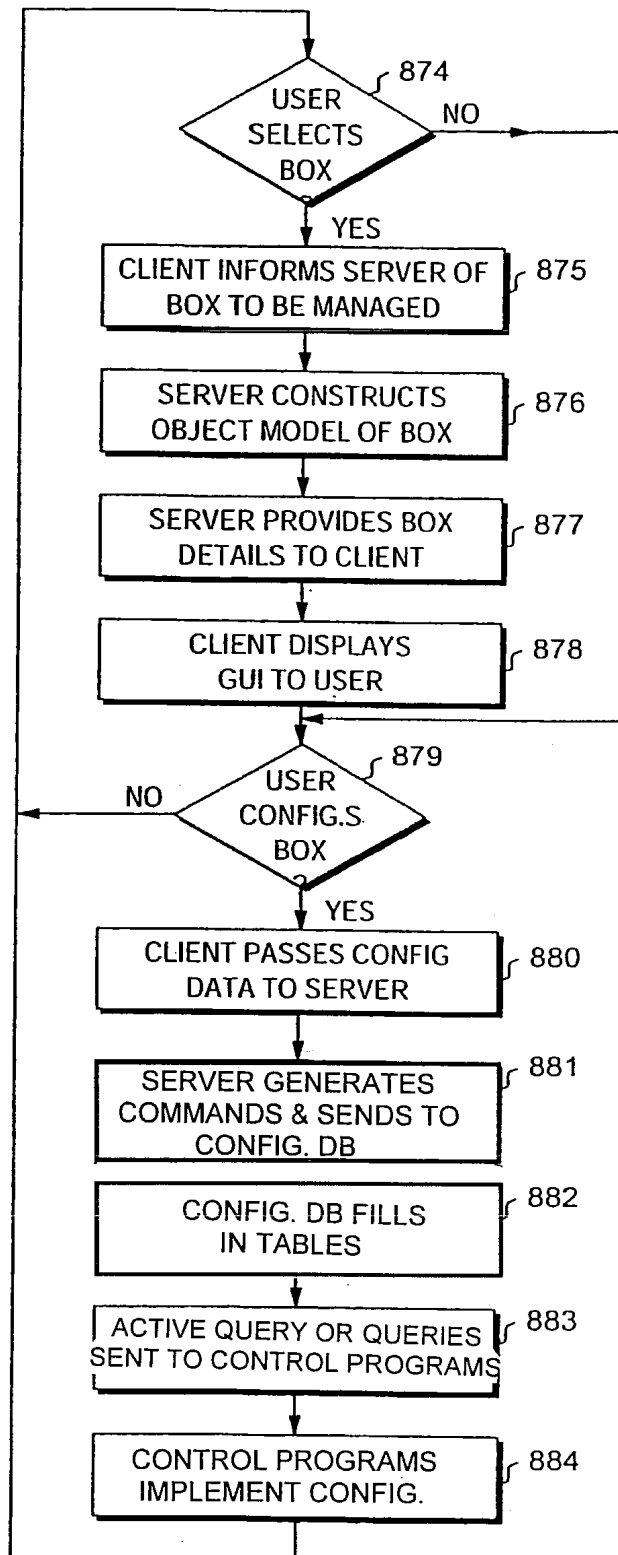 874
USER
SELECTS
BOX
?
NO
YES
CLIENT INFORMS SERVER OF
BOX TO BE MANAGED
875
SERVER CONSTRUCTS
OBJECT MODEL OF BOX
876
SERVER PROVIDES BOX
DETAILS TO CLIENT
877
CLIENT DISPLAYS
GUI TO USER
878
879
USER
CONFIG.S
BOX
?
NO
YES
CLIENT PASSES CONFIG
DATA TO SERVER
880
SERVER GENERATES
COMMANDS & SENDS TO
CONFIG. DB
881
CONFIG. DB FILLS
IN TABLES
882
ACTIVE QUERY OR QUERIES
SENT TO CONTROL PROGRAMS
883
CONTROL PROGRAMS
IMPLEMENT CONFIG.
884